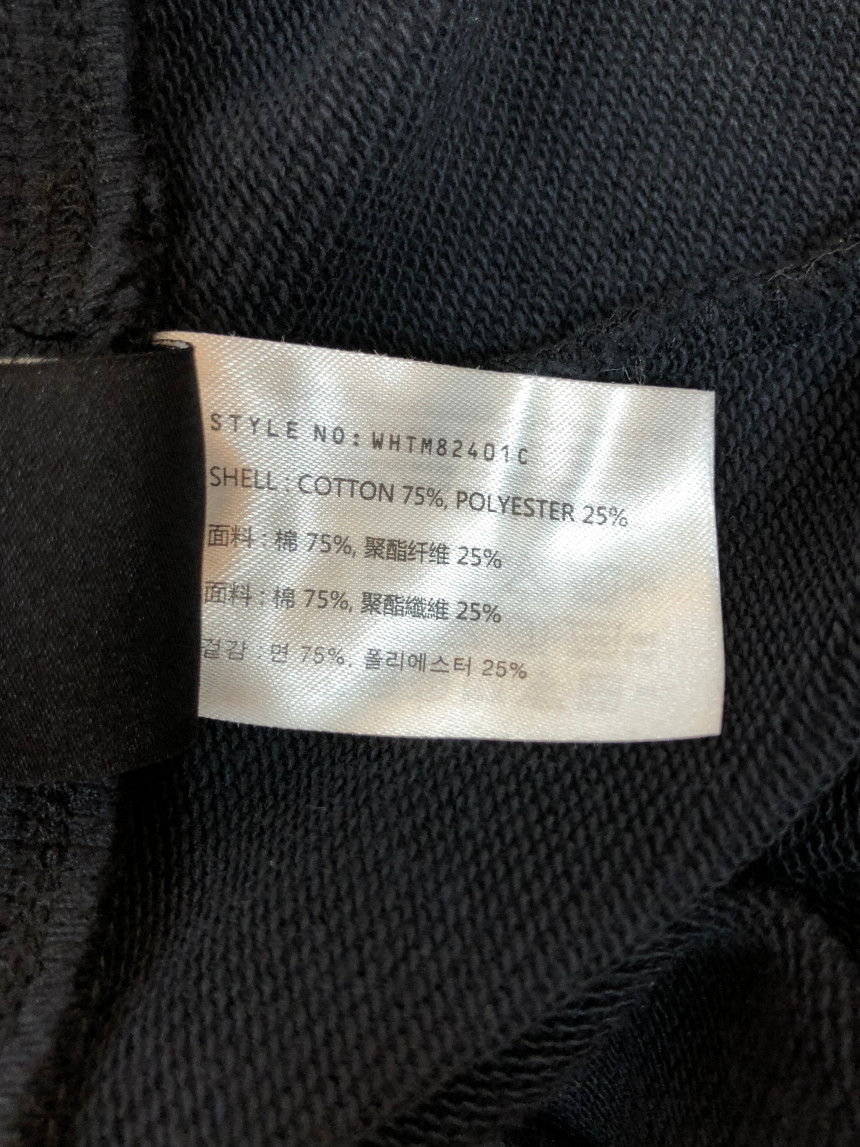 STYLE NO: WHTM82401C
SHELL : COTTON 75%, POLYESTER 25%
面料 : 棉 75%, 聚酯纤维 25%
面料 : 棉 75%, 聚酯纖維 25%
겉감 : 면 75%, 폴리에스터 25%